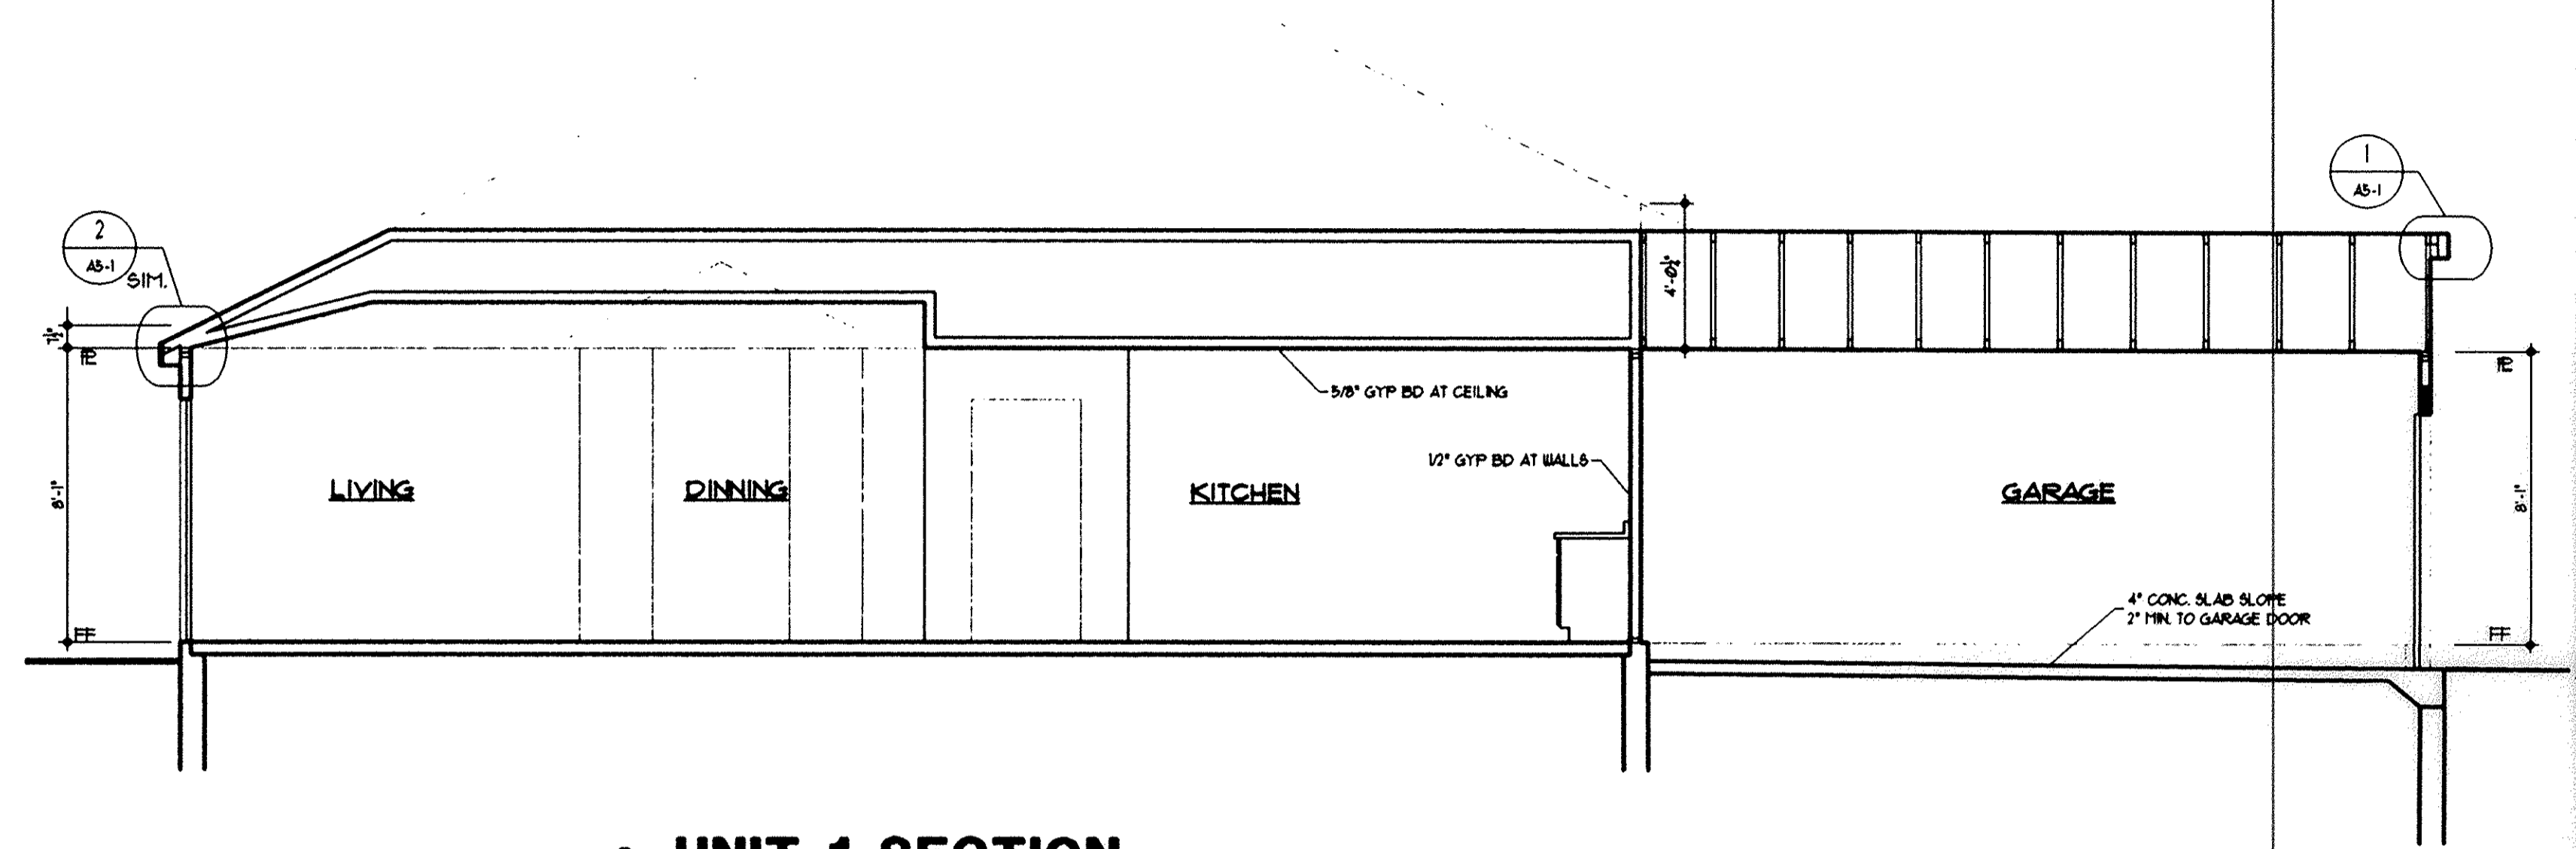 1
A5-1
2
A5-1
SIM.
4'-0½"
7½"
PL
PL
5/8" GYP BD AT CEILING
1/2" GYP BD AT WALLS
8'-1"
LIVING
DINNING
KITCHEN
GARAGE
8'-1"
4" CONC. SLAB SLOPE
2" MIN. TO GARAGE DOOR
FF
FF
UNIT 1 SECTION